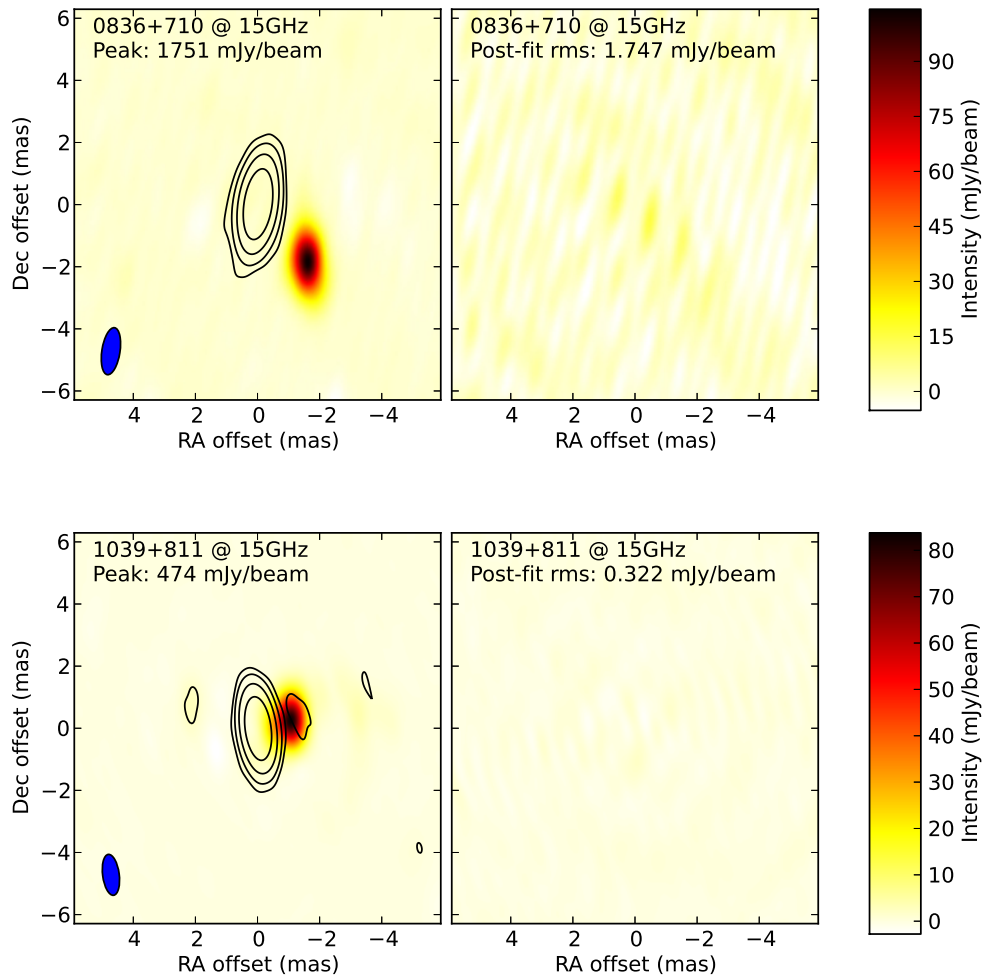 0836+710 @ 15GHz
Peak: 1751 mJy/beam
0836+710 @ 15GHz
Post-fit rms: 1.747 mJy/beam
6
4
2
0
−2
−4
−6
Dec offset (mas)
4 2 0 −2 −4
RA offset (mas)
4 2 0 −2 −4
RA offset (mas)
90
75
60
45
30
15
0
Intensity (mJy/beam)
1039+811 @ 15GHz
Peak: 474 mJy/beam
1039+811 @ 15GHz
Post-fit rms: 0.322 mJy/beam
6
4
2
0
−2
−4
−6
Dec offset (mas)
4 2 0 −2 −4
RA offset (mas)
4 2 0 −2 −4
RA offset (mas)
80
70
60
50
40
30
20
10
0
Intensity (mJy/beam)